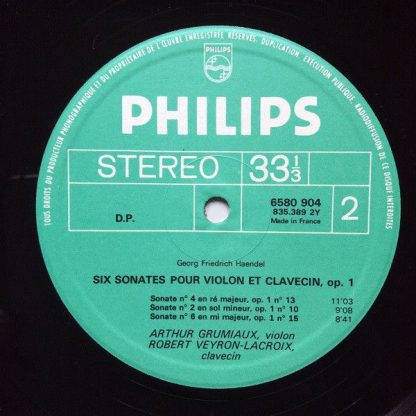 TOUS DROITS DU PRODUCTEUR PHONOGRAPHIQUE ET DU PROPRIÉTAIRE DE L'ŒUVRE ENREGISTRÉE RÉSERVÉS. DUPLICATION, EXÉCUTION PUBLIQUE, RADIODIFFUSION DE CE DISQUE INTERDITES
PHILIPS
PHILIPS
STEREO 33 1/3
D.P.
6580 904
835.389 2Y
Made in France
2
Georg Friedrich Haendel
SIX SONATES POUR VIOLON ET CLAVECIN, op. 1
Sonate n° 4 en ré majeur, op. 1 n° 13 11'03
Sonate n° 2 en sol mineur, op. 1 n° 10 9'08
Sonate n° 6 en mi majeur, op. 1 n° 15 8'41
ARTHUR GRUMIAUX, violon
ROBERT VEYRON-LACROIX,
clavecin